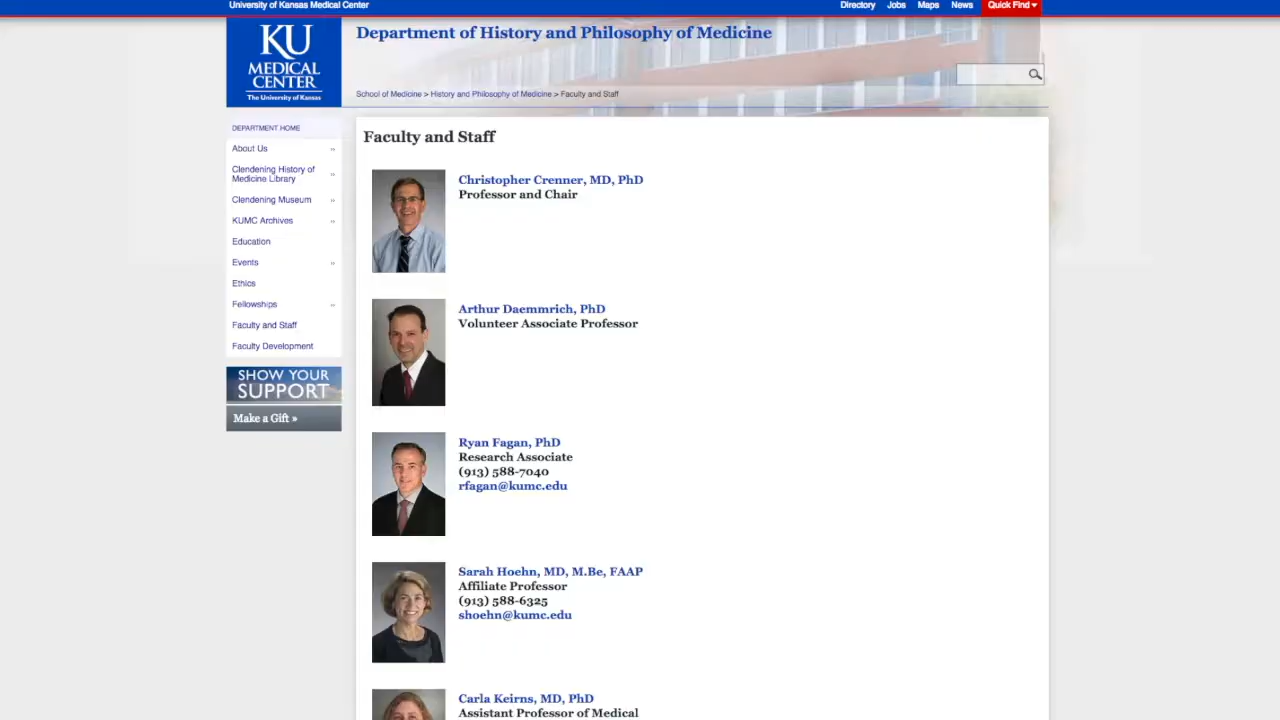 University of Kansas Medical Center
Directory Jobs Maps News Quick Find
KU
MEDICAL
CENTER
The University of Kansas
Department of History and Philosophy of Medicine
School of Medicine > History and Philosophy of Medicine > Faculty and Staff
DEPARTMENT HOME
About Us »
Clendening History of
Medicine Library »
Clendening Museum »
KUMC Archives »
Education
Events »
Ethics
Fellowships »
Faculty and Staff
Faculty Development
SHOW YOUR
SUPPORT
Make a Gift »
Faculty and Staff
Christopher Crenner, MD, PhD
Professor and Chair
Arthur Daemmrich, PhD
Volunteer Associate Professor
Ryan Fagan, PhD
Research Associate
(913) 588-7040
rfagan@kumc.edu
Sarah Hoehn, MD, M.Be, FAAP
Affiliate Professor
(913) 588-6325
shoehn@kumc.edu
Carla Keirns, MD, PhD
Assistant Professor of Medical